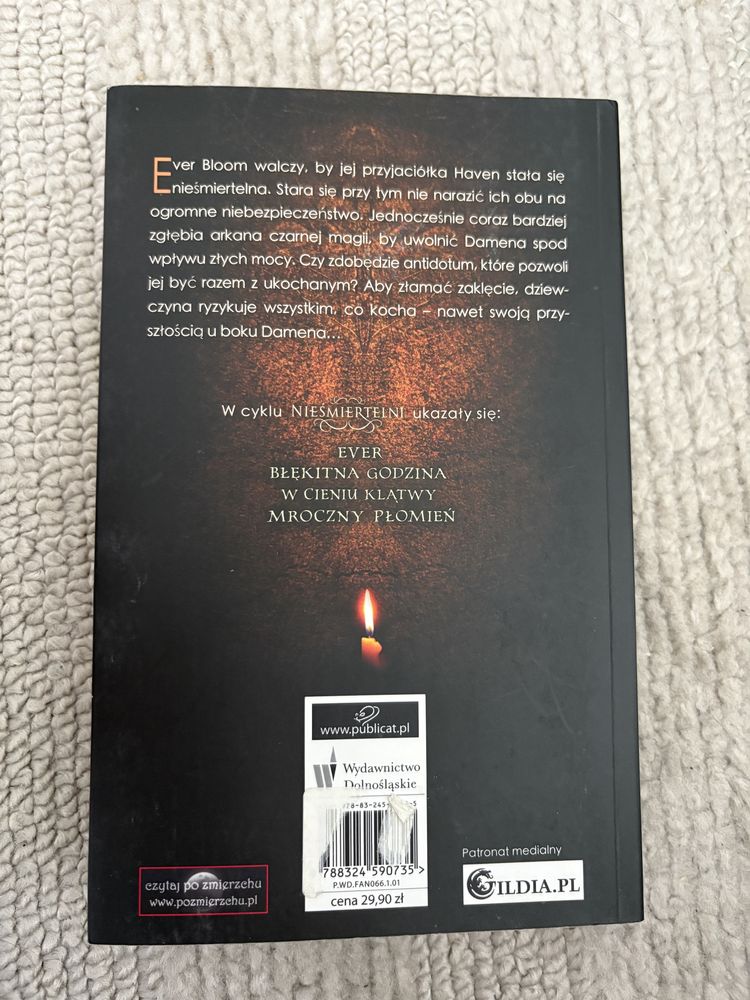 Ever Bloom walczy, by jej przyjaciółka Haven stała się
nieśmiertelna. Stara się przy tym nie narazić ich obu na
ogromne niebezpieczeństwo. Jednocześnie coraz bardziej
zgłębia arkana czarnej magii, by uwolnić Damena spod
wpływu złych mocy. Czy zdobędzie antidotum, które pozwoli
jej być razem z ukochanym? Aby złamać zaklęcie, dziew-
czyna ryzykuje wszystkim, co kocha – nawet swoją przy-
szłością u boku Damena...
W cyklu NIEŚMIERTELNI ukazały się:
EVER
BŁĘKITNA GODZINA
W CIENIU KLĄTWY
MROCZNY PŁOMIEŃ
www.publicat.pl
Wydawnictwo
Dolnośląskie
78-83-245
788324 590735>
P.WD.FAN066.1.01
cena 29,90 zł
czytaj po zmierzchu
www.pozmierzchu.pl
Patronat medialny
GILDIA.PL